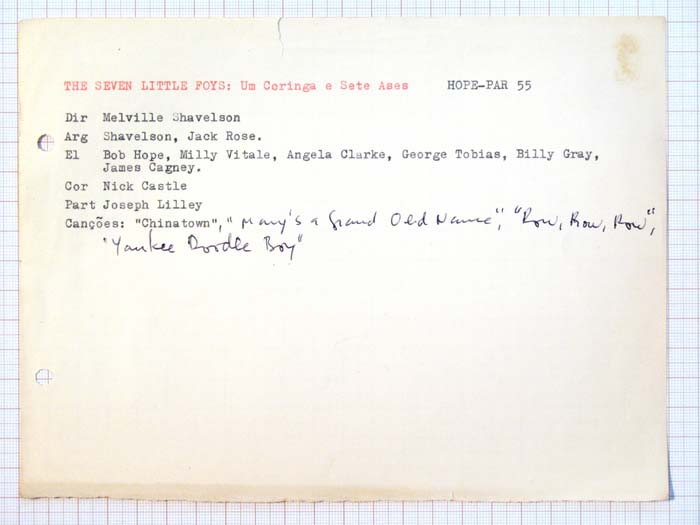 THE SEVEN LITTLE FOYS: Um Coringa e Sete Ases HOPE-PAR 55
Dir Melville Shavelson
Arg Shavelson, Jack Rose.
El Bob Hope, Milly Vitale, Angela Clarke, George Tobias, Billy Gray,
James Cagney.
Cor Nick Castle
Part Joseph Lilley
Canções: "Chinatown", "Mary's a Grand Old Name", "Row, Row, Row",
"Yankee Doodle Boy"